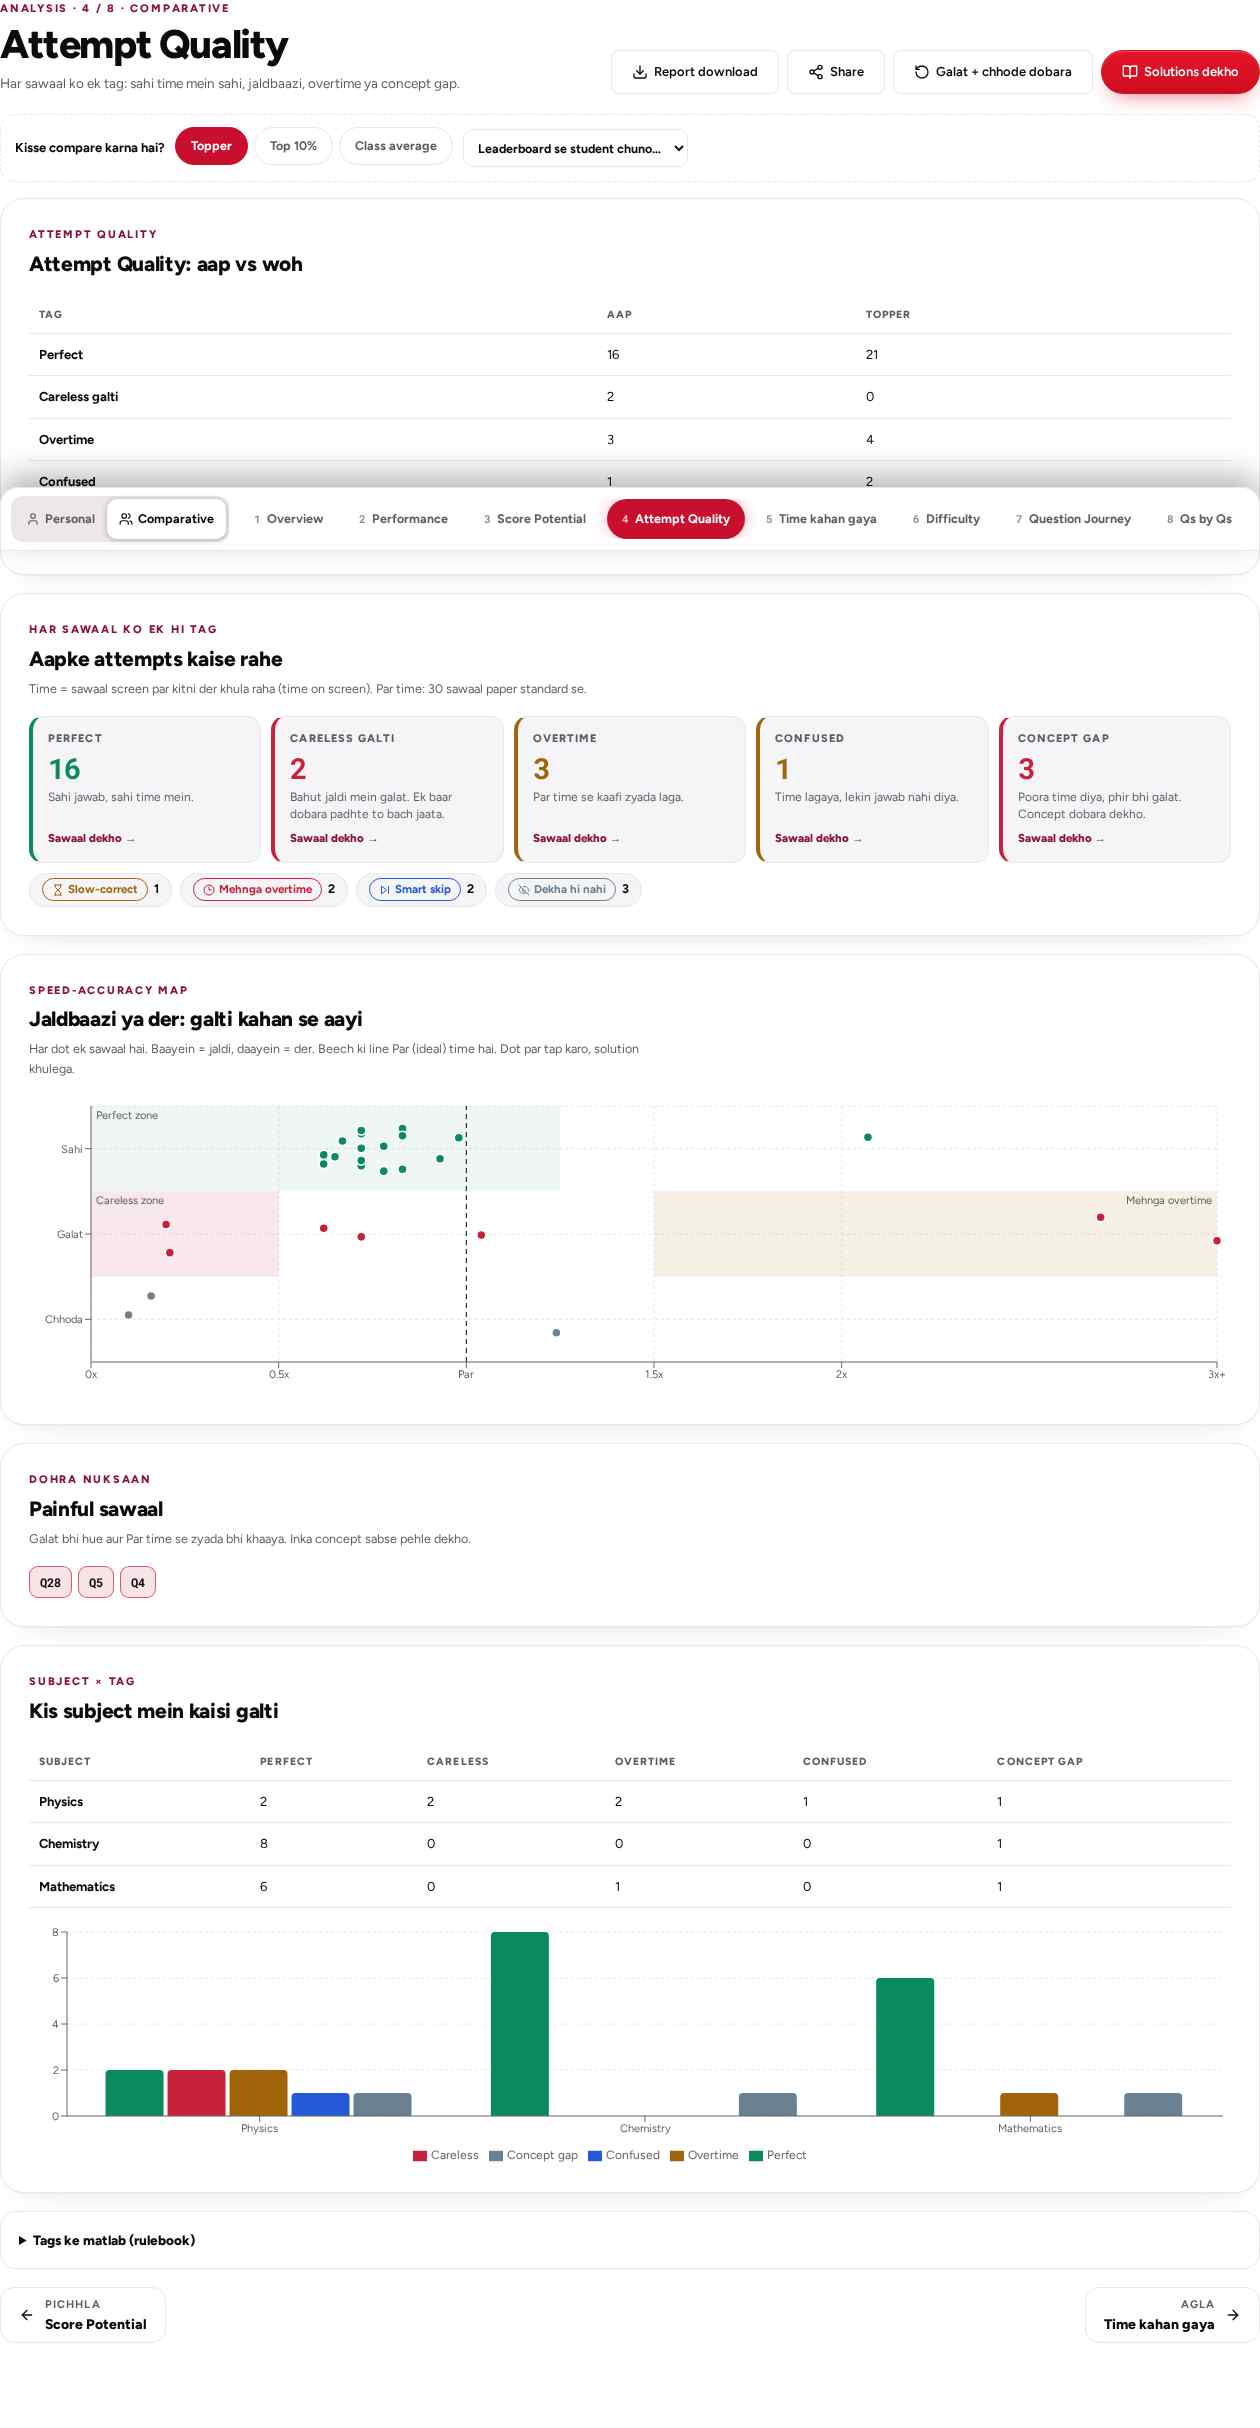 ANALYSIS · 4 / 8 · COMPARATIVE
Attempt Quality
Har sawaal ko ek tag: sahi time mein sahi, jaldbaazi, overtime ya concept gap.
Report download
Share
Galat + chhode dobara
Solutions dekho
Kisse compare karna hai?
Topper
Top 10%
Class average
Leaderboard se student chuno...
ATTEMPT QUALITY
Attempt Quality: aap vs woh
TAG AAP TOPPER
Perfect 16 21
Careless galti 2 0
Overtime 3 4
Confused 1 2
Personal
Comparative
1 Overview
2 Performance
3 Score Potential
4 Attempt Quality
5 Time kahan gaya
6 Difficulty
7 Question Journey
8 Qs by Qs
HAR SAWAAL KO EK HI TAG
Aapke attempts kaise rahe
Time = sawaal screen par kitni der khula raha (time on screen). Par time: 30 sawaal paper standard se.
PERFECT
16
Sahi jawab, sahi time mein.
Sawaal dekho →
CARELESS GALTI
2
Bahut jaldi mein galat. Ek baar
dobara padhte to bach jaata.
Sawaal dekho →
OVERTIME
3
Par time se kaafi zyada laga.
Sawaal dekho →
CONFUSED
1
Time lagaya, lekin jawab nahi diya.
Sawaal dekho →
CONCEPT GAP
3
Poora time diya, phir bhi galat.
Concept dobara dekho.
Sawaal dekho →
Slow-correct 1
Mehnga overtime 2
Smart skip 2
Dekha hi nahi 3
SPEED-ACCURACY MAP
Jaldbaazi ya der: galti kahan se aayi
Har dot ek sawaal hai. Baayein = jaldi, daayein = der. Beech ki line Par (ideal) time hai. Dot par tap karo, solution
khulega.
Perfect zone
Sahi
Careless zone
Mehnga overtime
Galat
Chhoda
0x 0.5x Par 1.5x 2x 3x+
DOHRA NUKSAAN
Painful sawaal
Galat bhi hue aur Par time se zyada bhi khaaya. Inka concept sabse pehle dekho.
Q28 Q5 Q4
SUBJECT × TAG
Kis subject mein kaisi galti
SUBJECT PERFECT CARELESS OVERTIME CONFUSED CONCEPT GAP
Physics 2 2 2 1 1
Chemistry 8 0 0 0 1
Mathematics 6 0 1 0 1
8
6
4
2
0
Physics Chemistry Mathematics
Careless Concept gap Confused Overtime Perfect
Tags ke matlab (rulebook)
PICHHLA
Score Potential
AGLA
Time kahan gaya